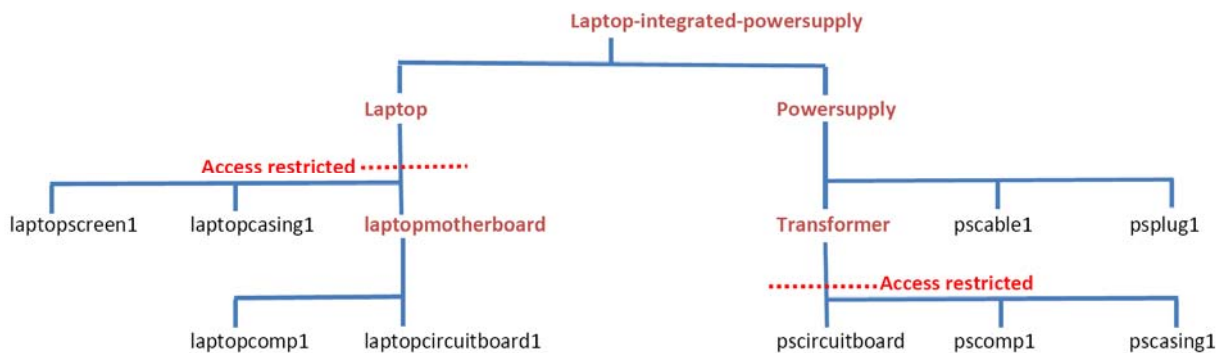 Laptop-integrated-powersupply
Laptop
Powersupply
Access restricted
laptopscreen1
laptopcasing1
laptopmotherboard
Transformer
pscable1
psplug1
Access restricted
laptopcomp1
laptopcircuitboard1
pscircuitboard
pscomp1
pscasing1